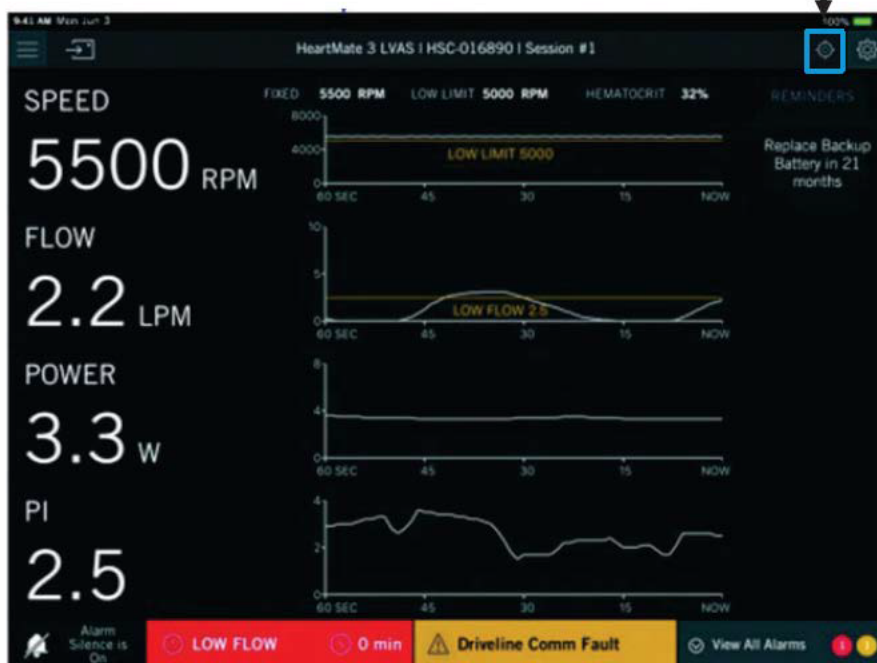 9:41 AM Mon Jun 3
100%
HeartMate 3 LVAS I HSC-016890 I Session #1
SPEED
5500 RPM
FIXED 5500 RPM LOW LIMIT 5000 RPM HEMATOCRIT 32%
8000
4000
0
LOW LIMIT 5000
60 SEC 45 30 15 NOW
REMINDERS
Replace Backup
Battery in 21
months
FLOW
2.2 LPM
10
5
0
LOW FLOW 2.5
60 SEC 45 30 15 NOW
POWER
3.3 W
8
4
0
60 SEC 45 30 15 NOW
PI
2.5
4
2
0
60 SEC 45 30 15 NOW
Alarm
Silence is
On
LOW FLOW 0 min
Driveline Comm Fault
View All Alarms 1 1